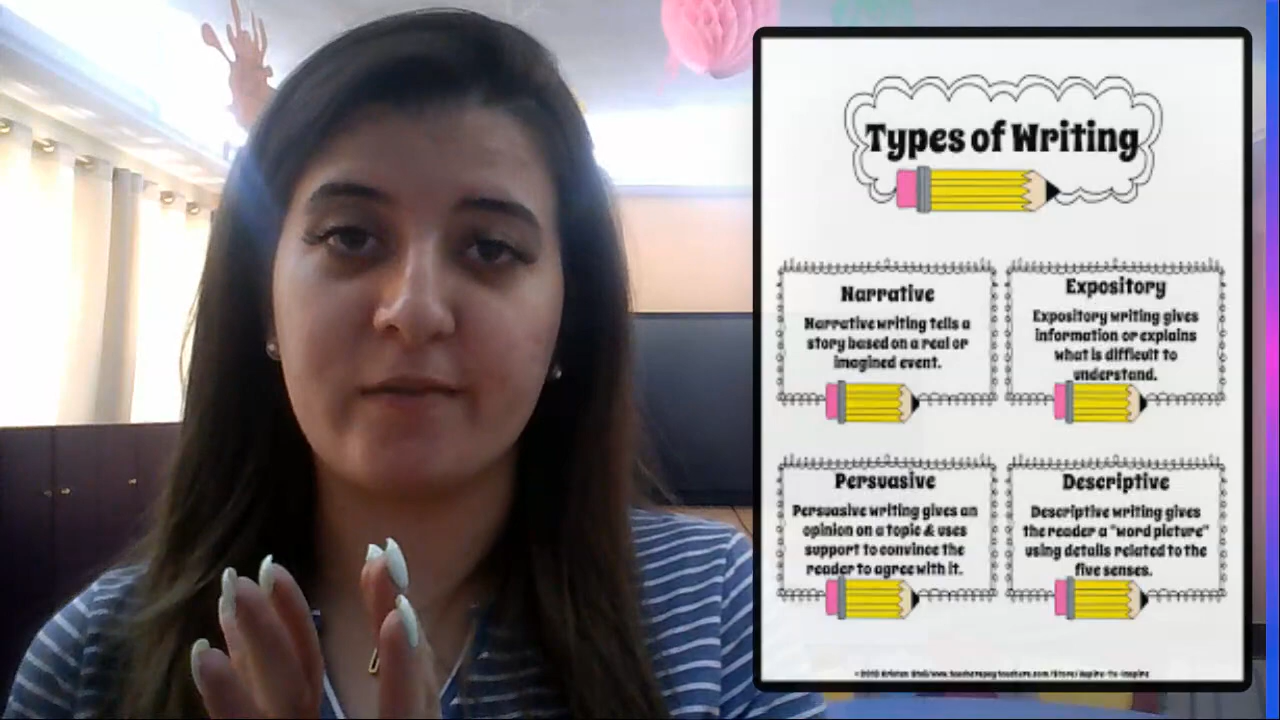 Types of Writing
Narrative
Narrative writing tells a
story based on a real or
imagined event.
Expository
Expository writing gives
information or explains
what is difficult to
understand.
Persuasive
Persuasive writing gives an
opinion on a topic & uses
support to convince the
reader to agree with it.
Descriptive
Descriptive writing gives
the reader a "word picture"
using details related to the
five senses.